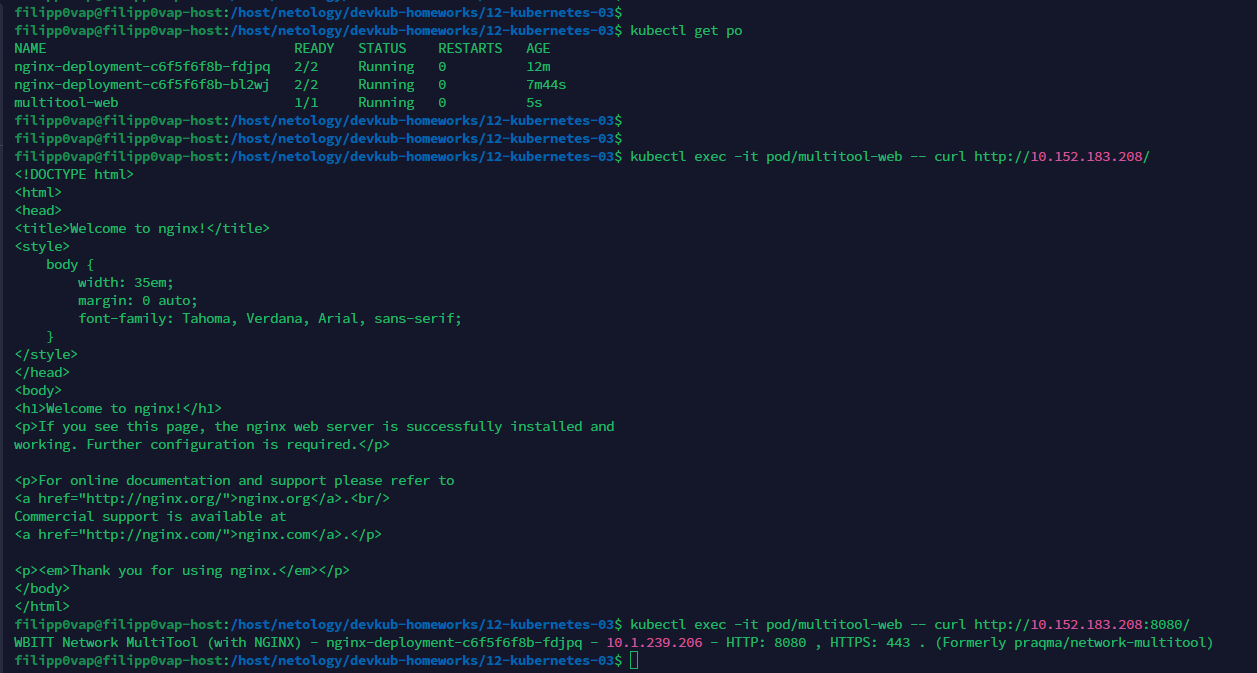 filipp0vap@filipp0vap-host:/host/netology/devkub-homeworks/12-kubernetes-03$
filipp0vap@filipp0vap-host:/host/netology/devkub-homeworks/12-kubernetes-03$ kubectl get po
NAME READY STATUS RESTARTS AGE
nginx-deployment-c6f5f6f8b-fdjpq 2/2 Running 0 12m
nginx-deployment-c6f5f6f8b-bl2wj 2/2 Running 0 7m44s
multitool-web 1/1 Running 0 5s
filipp0vap@filipp0vap-host:/host/netology/devkub-homeworks/12-kubernetes-03$
filipp0vap@filipp0vap-host:/host/netology/devkub-homeworks/12-kubernetes-03$
filipp0vap@filipp0vap-host:/host/netology/devkub-homeworks/12-kubernetes-03$ kubectl exec -it pod/multitool-web -- curl http://10.152.183.208/
<!DOCTYPE html>
<html>
<head>
<title>Welcome to nginx!</title>
<style>
    body {
        width: 35em;
        margin: 0 auto;
        font-family: Tahoma, Verdana, Arial, sans-serif;
    }
</style>
</head>
<body>
<h1>Welcome to nginx!</h1>
<p>If you see this page, the nginx web server is successfully installed and
working. Further configuration is required.</p>

<p>For online documentation and support please refer to
<a href="http://nginx.org/">nginx.org</a>.<br/>
Commercial support is available at
<a href="http://nginx.com/">nginx.com</a>.</p>

<p><em>Thank you for using nginx.</em></p>
</body>
</html>
filipp0vap@filipp0vap-host:/host/netology/devkub-homeworks/12-kubernetes-03$ kubectl exec -it pod/multitool-web -- curl http://10.152.183.208:8080/
WBITT Network MultiTool (with NGINX) - nginx-deployment-c6f5f6f8b-fdjpq - 10.1.239.206 - HTTP: 8080 , HTTPS: 443 . (Formerly praqma/network-multitool)
filipp0vap@filipp0vap-host:/host/netology/devkub-homeworks/12-kubernetes-03$